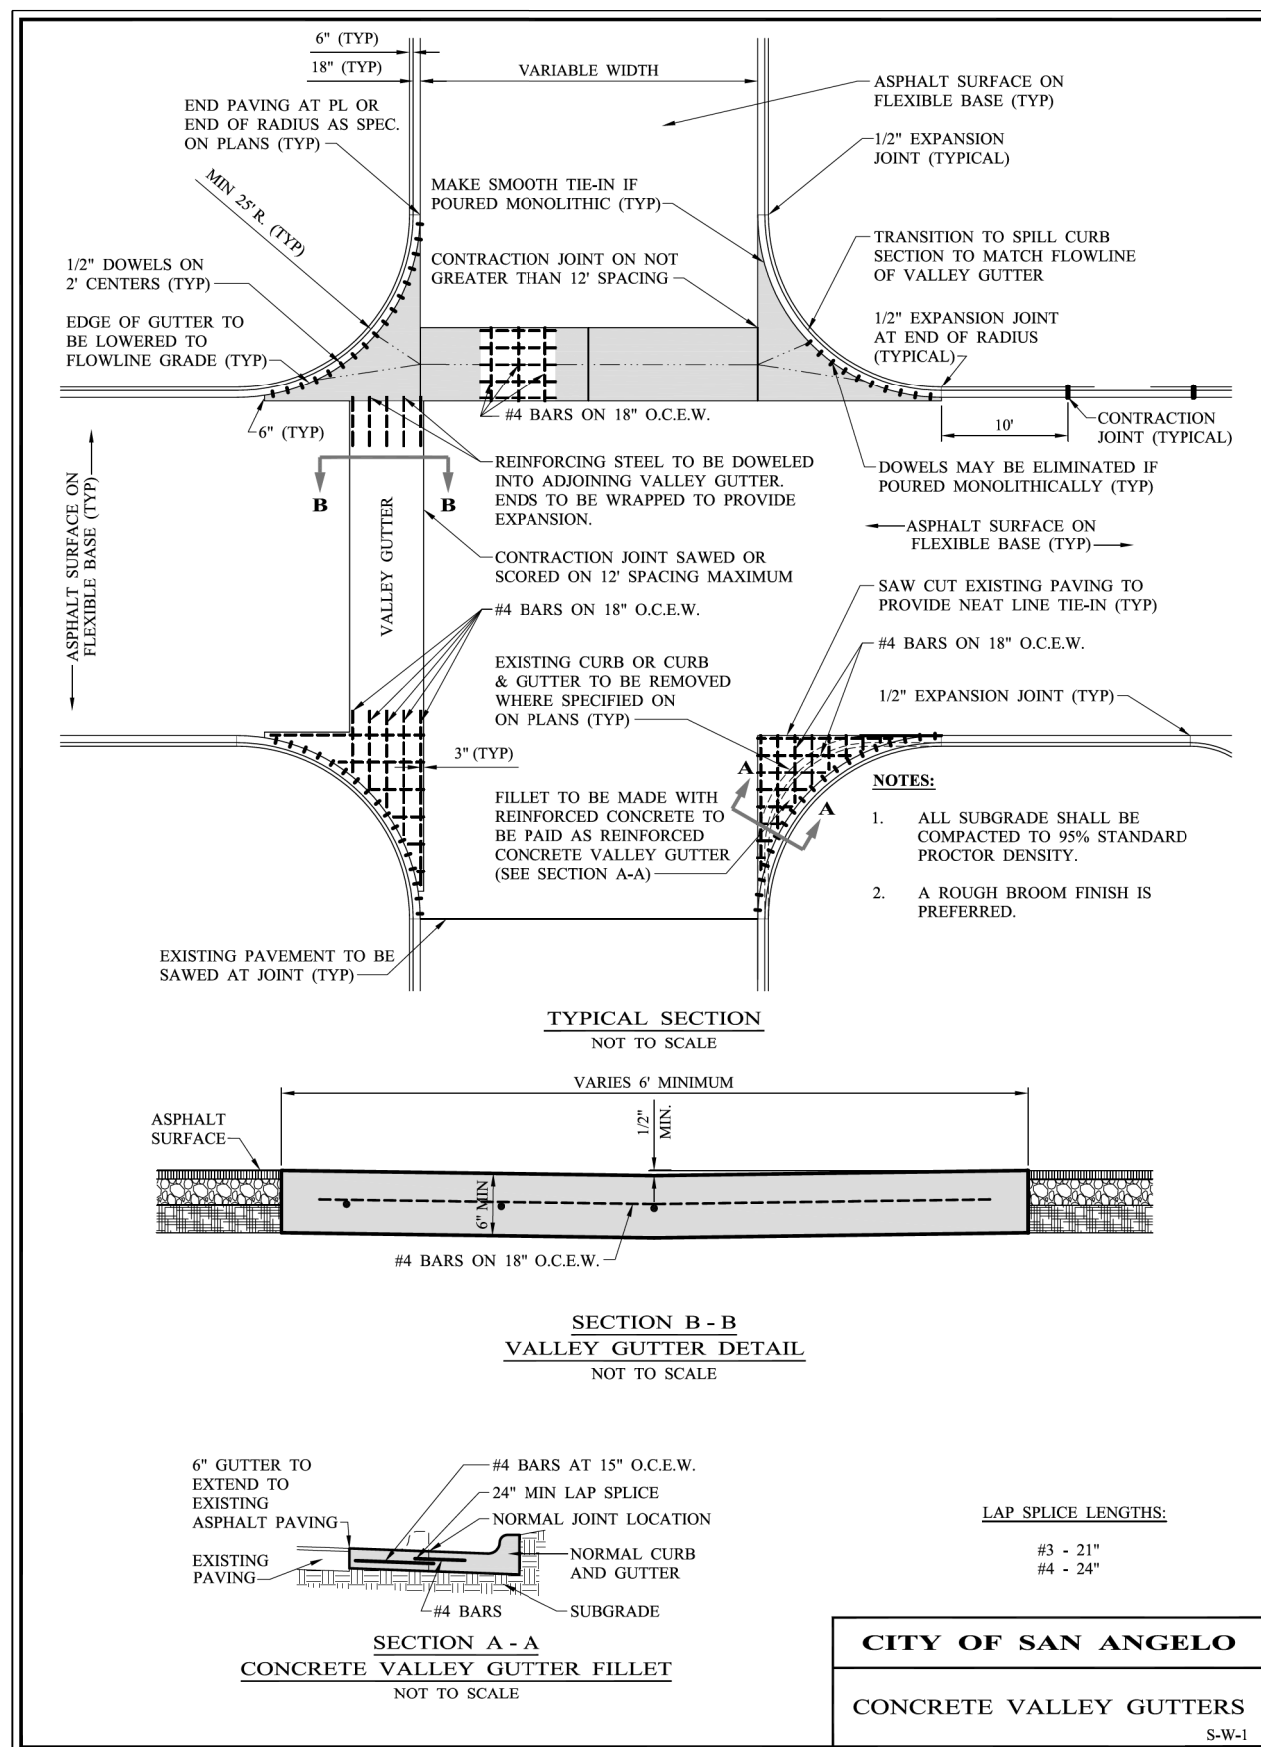 6" (TYP)
18" (TYP)
VARIABLE WIDTH
ASPHALT SURFACE ON
FLEXIBLE BASE (TYP)
END PAVING AT PL OR
END OF RADIUS AS SPEC.
ON PLANS (TYP)
1/2" EXPANSION
JOINT (TYPICAL)
MIN 25' R. (TYP)
MAKE SMOOTH TIE-IN IF
POURED MONOLITHIC (TYP)
TRANSITION TO SPILL CURB
SECTION TO MATCH FLOWLINE
OF VALLEY GUTTER
1/2" DOWELS ON
2' CENTERS (TYP)
CONTRACTION JOINT ON NOT
GREATER THAN 12' SPACING
EDGE OF GUTTER TO
BE LOWERED TO
FLOWLINE GRADE (TYP)
1/2" EXPANSION JOINT
AT END OF RADIUS
(TYPICAL)
#4 BARS ON 18" O.C.E.W.
6" (TYP)
10'
CONTRACTION
JOINT (TYPICAL)
REINFORCING STEEL TO BE DOWELED
INTO ADJOINING VALLEY GUTTER.
ENDS TO BE WRAPPED TO PROVIDE
EXPANSION.
DOWELS MAY BE ELIMINATED IF
POURED MONOLITHICALLY (TYP)
B
B
ASPHALT SURFACE ON
FLEXIBLE BASE (TYP)
ASPHALT SURFACE ON
FLEXIBLE BASE (TYP)
VALLEY GUTTER
CONTRACTION JOINT SAWED OR
SCORED ON 12' SPACING MAXIMUM
SAW CUT EXISTING PAVING TO
PROVIDE NEAT LINE TIE-IN (TYP)
#4 BARS ON 18" O.C.E.W.
#4 BARS ON 18" O.C.E.W.
EXISTING CURB OR CURB
& GUTTER TO BE REMOVED
WHERE SPECIFIED ON
ON PLANS (TYP)
1/2" EXPANSION JOINT (TYP)
3" (TYP)
A
A
FILLET TO BE MADE WITH
REINFORCED CONCRETE TO
BE PAID AS REINFORCED
CONCRETE VALLEY GUTTER
(SEE SECTION A-A)
NOTES:
1. ALL SUBGRADE SHALL BE
COMPACTED TO 95% STANDARD
PROCTOR DENSITY.
2. A ROUGH BROOM FINISH IS
PREFERRED.
EXISTING PAVEMENT TO BE
SAWED AT JOINT (TYP)
TYPICAL SECTION
NOT TO SCALE
VARIES 6' MINIMUM
1/2"
MIN.
ASPHALT
SURFACE
6" MIN
#4 BARS ON 18" O.C.E.W.
SECTION B - B
VALLEY GUTTER DETAIL
NOT TO SCALE
6" GUTTER TO
EXTEND TO
EXISTING
ASPHALT PAVING
#4 BARS AT 15" O.C.E.W.
24" MIN LAP SPLICE
NORMAL JOINT LOCATION
EXISTING
PAVING
NORMAL CURB
AND GUTTER
#4 BARS
SUBGRADE
SECTION A - A
CONCRETE VALLEY GUTTER FILLET
NOT TO SCALE
LAP SPLICE LENGTHS:
#3 - 21"
#4 - 24"
CITY OF SAN ANGELO
CONCRETE VALLEY GUTTERS
S-W-1